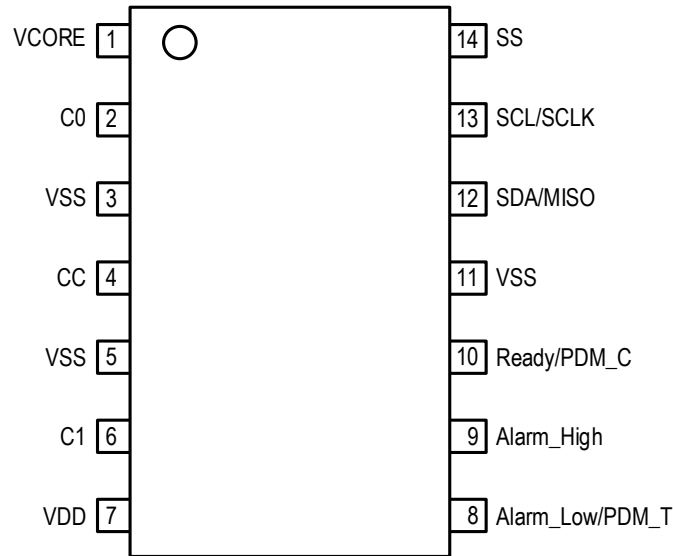 VCORE 1 14 SS
C0 2 13 SCL/SCLK
VSS 3 12 SDA/MISO
CC 4 11 VSS
VSS 5 10 Ready/PDM_C
C1 6 9 Alarm_High
VDD 7 8 Alarm_Low/PDM_T